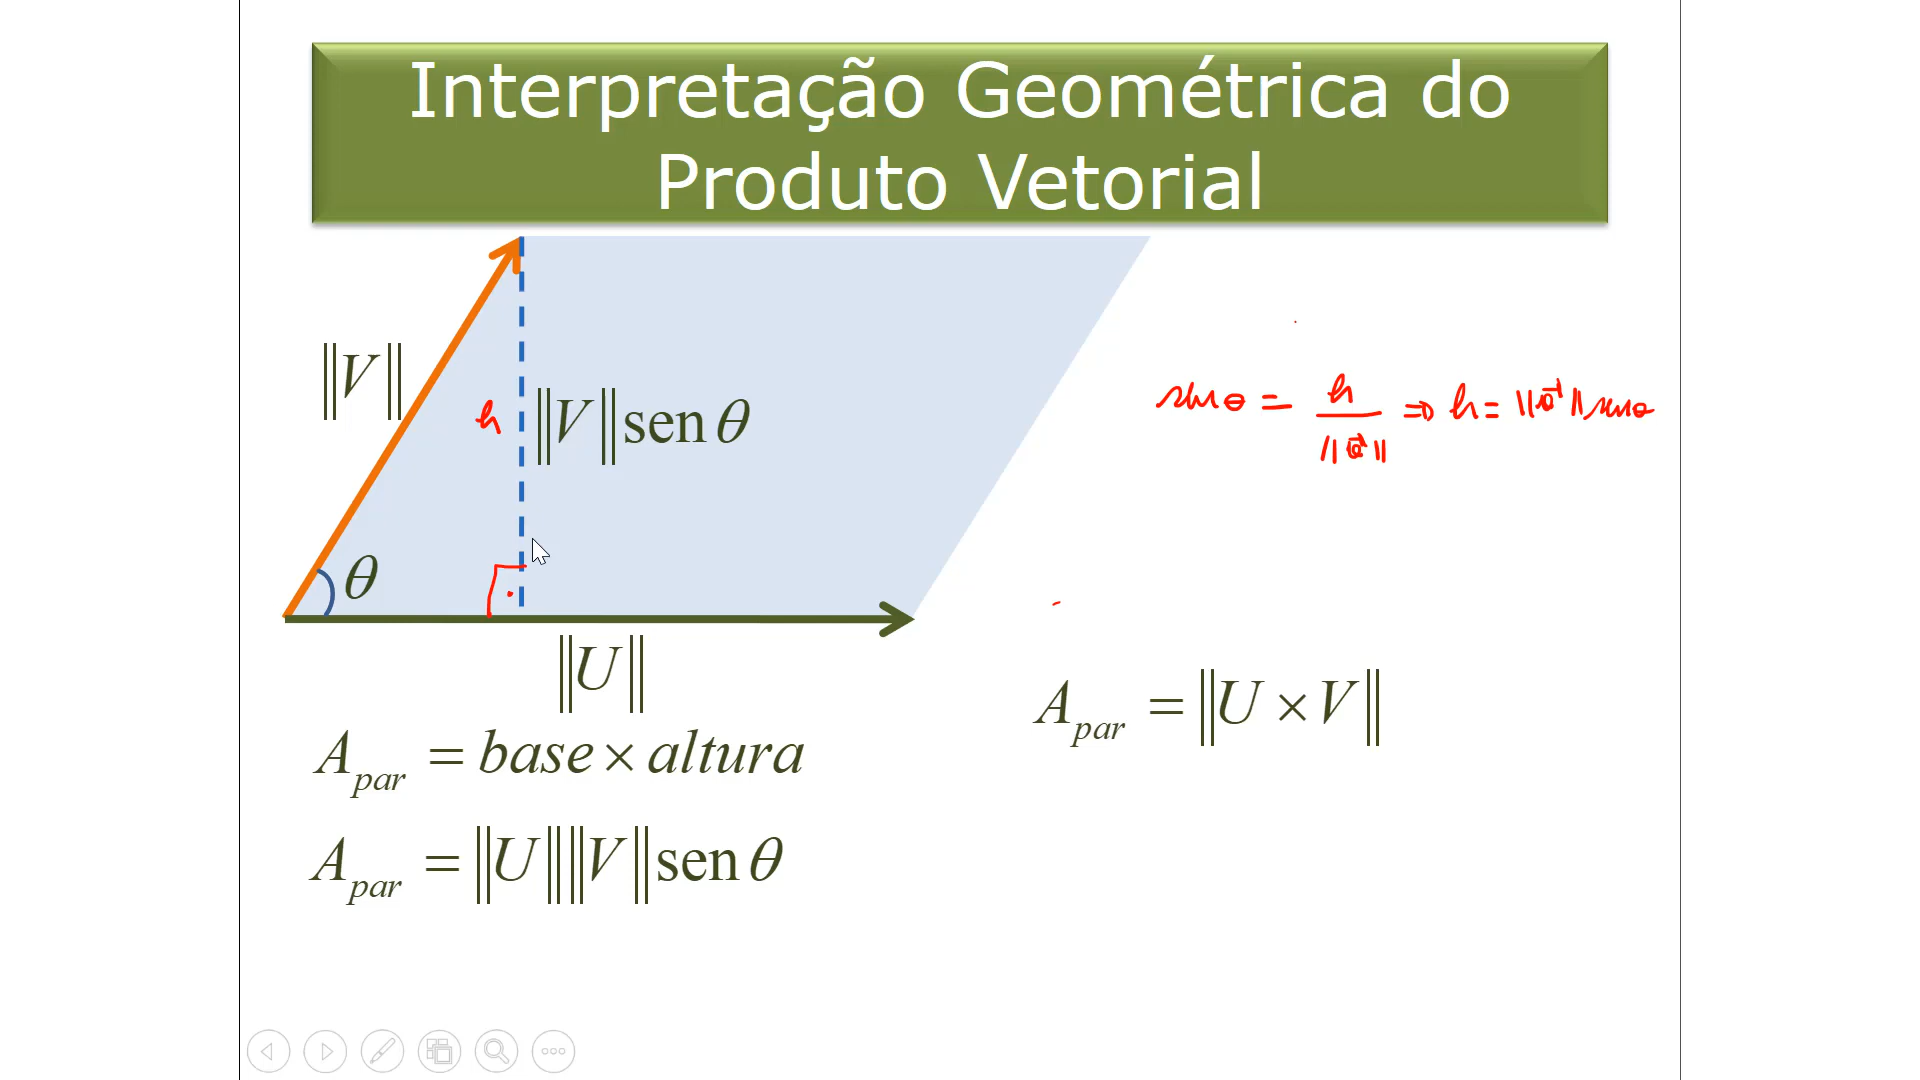 Interpretação Geométrica do
Produto Vetorial
||V||
h
||V|| sen θ
sen θ = h / ||v⃗|| ⇒ h = ||v⃗|| sen θ
θ
||U||
A_par = ||U × V||
A_par = base × altura
A_par = ||U|| ||V|| sen θ